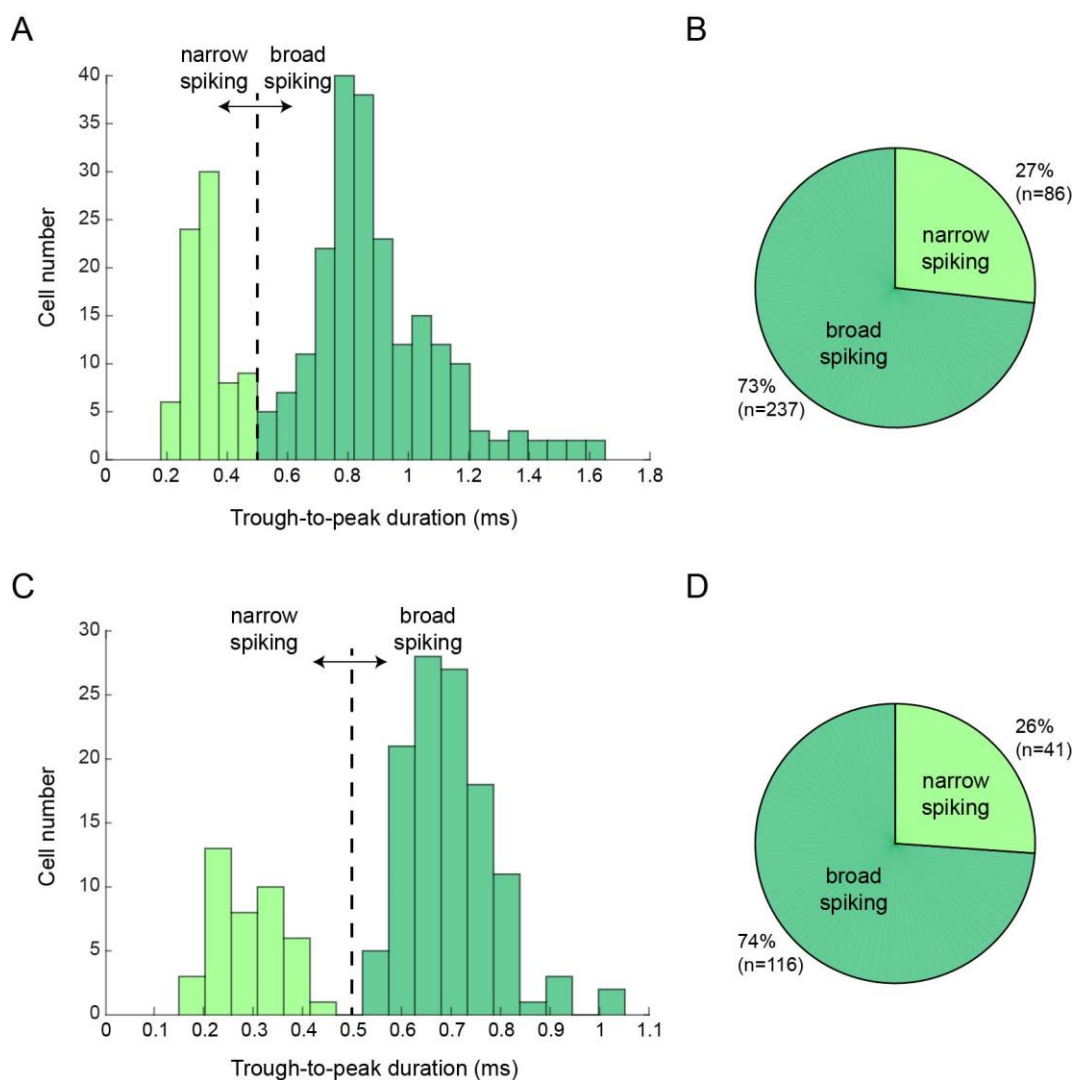 A
narrow
spiking
broad
spiking
40
35
30
25
20
15
10
5
0
Cell number
0
0.2
0.4
0.6
0.8
1
1.2
1.4
1.6
1.8
Trough-to-peak duration (ms)
B
27%
(n=86)
narrow
spiking
broad
spiking
73%
(n=237)
C
narrow
spiking
broad
spiking
30
25
20
15
10
5
0
Cell number
0
0.1
0.2
0.3
0.4
0.5
0.6
0.7
0.8
0.9
1
1.1
Trough-to-peak duration (ms)
D
26%
(n=41)
narrow
spiking
broad
spiking
74%
(n=116)